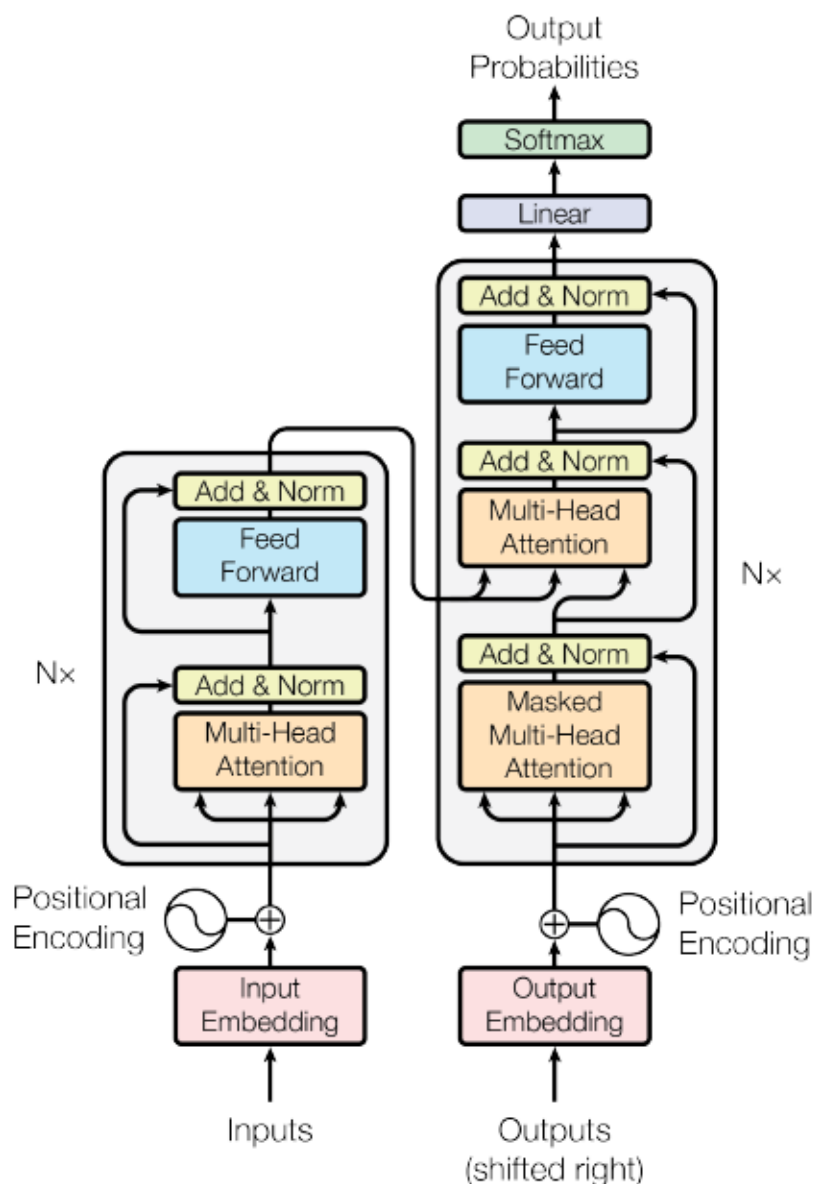 Output
Probabilities
Softmax
Linear
Add & Norm
Feed
Forward
Add & Norm
Multi-Head
Attention
Add & Norm
Masked
Multi-Head
Attention
Nx
Add & Norm
Feed
Forward
Add & Norm
Multi-Head
Attention
Nx
Positional
Encoding
Positional
Encoding
Input
Embedding
Output
Embedding
Inputs
Outputs
(shifted right)